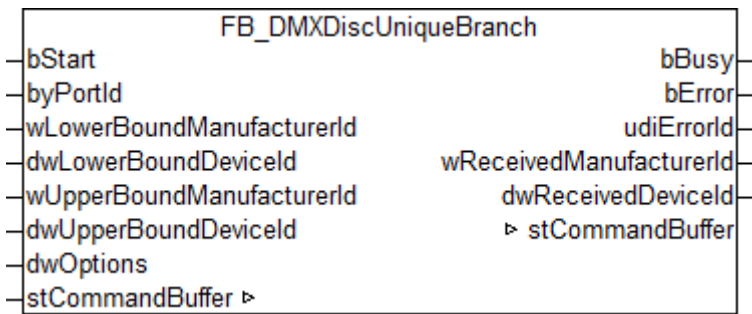 FB_DMXDiscUniqueBranch
bStart bBusy
byPortId bError
wLowerBoundManufacturerId udiErrorId
dwLowerBoundDeviceId wReceivedManufacturerId
wUpperBoundManufacturerId dwReceivedDeviceId
dwUpperBoundDeviceId ▹ stCommandBuffer
dwOptions
stCommandBuffer ▹